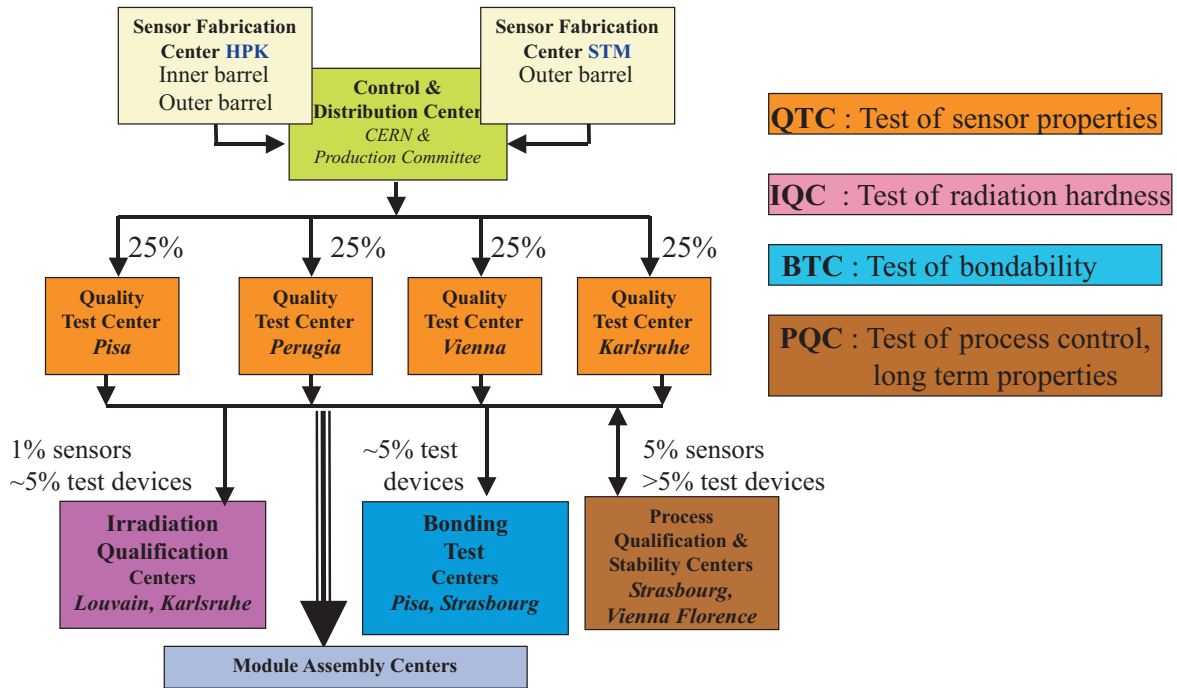 Sensor Fabrication
Center HPK
Inner barrel
Outer barrel
Sensor Fabrication
Center STM
Outer barrel
Control &
Distribution Center
CERN &
Production Committee
QTC : Test of sensor properties
IQC : Test of radiation hardness
BTC : Test of bondability
PQC : Test of process control,
long term properties
25%
25%
25%
25%
Quality
Test Center
Pisa
Quality
Test Center
Perugia
Quality
Test Center
Vienna
Quality
Test Center
Karlsruhe
1% sensors
~5% test devices
~5% test
devices
5% sensors
>5% test devices
Irradiation
Qualification
Centers
Louvain, Karlsruhe
Bonding
Test
Centers
Pisa, Strasbourg
Process
Qualification &
Stability Centers
Strasbourg,
Vienna Florence
Module Assembly Centers